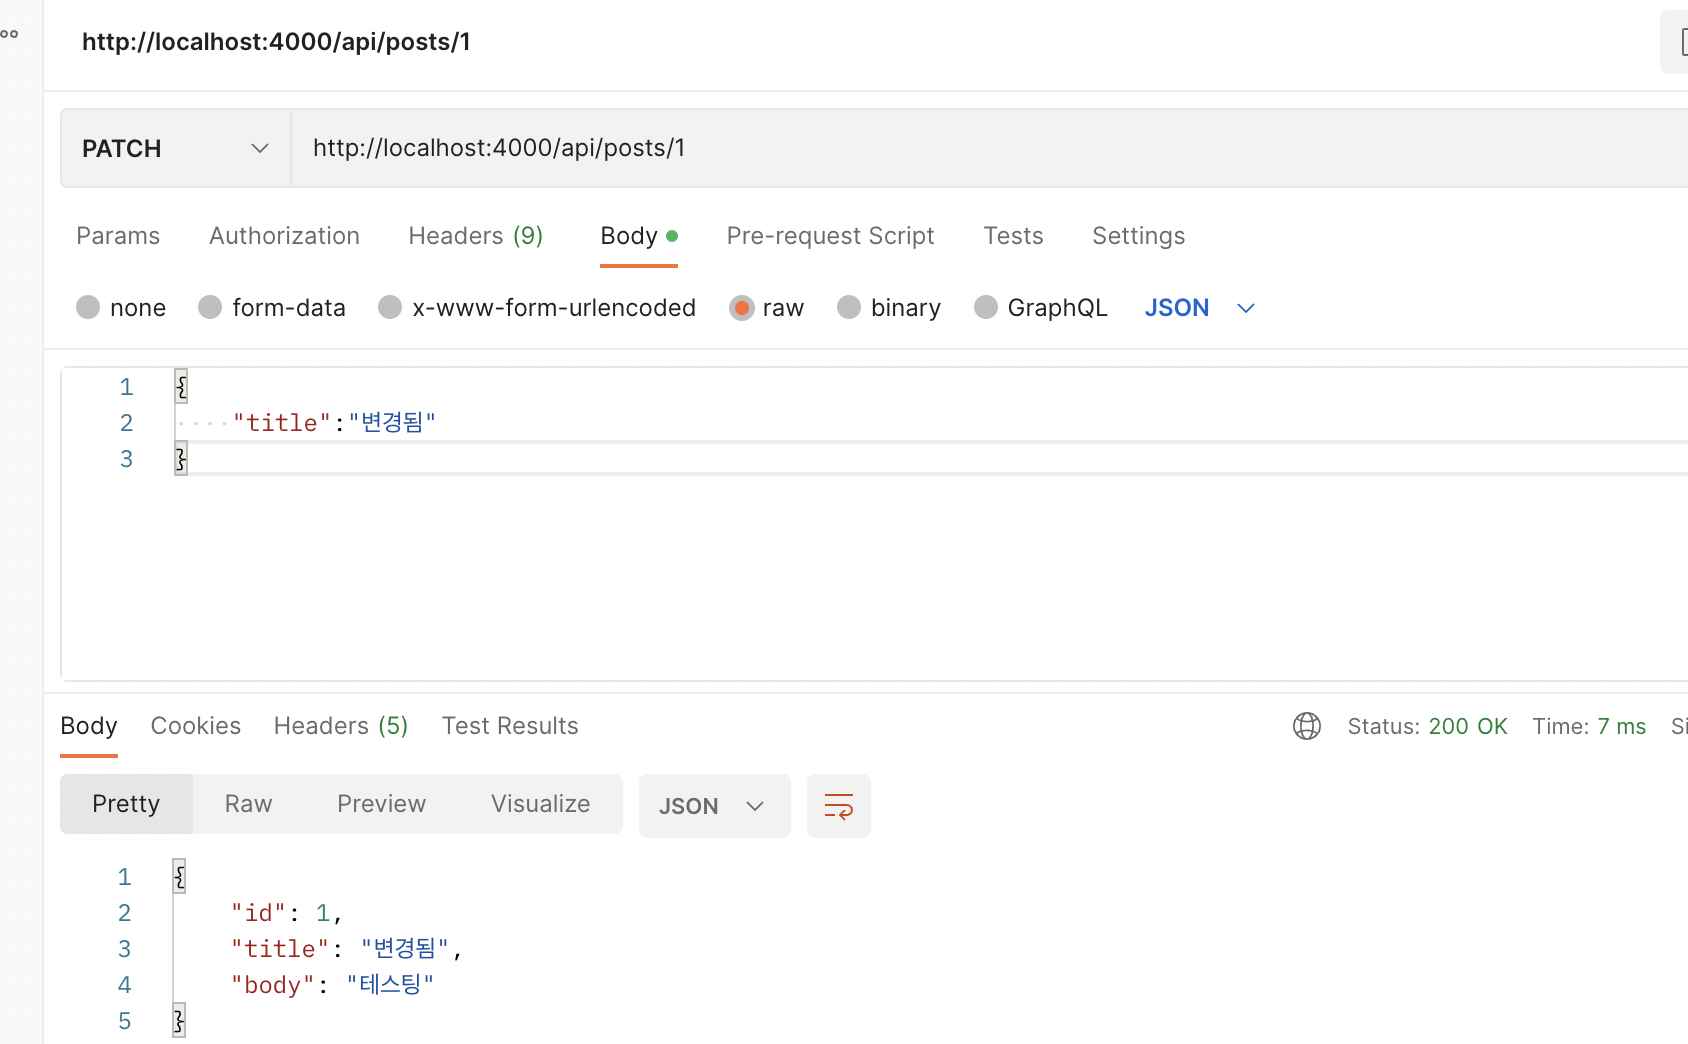 http://localhost:4000/api/posts/1
PATCH http://localhost:4000/api/posts/1
Params Authorization Headers (9) Body Pre-request Script Tests Settings
none form-data x-www-form-urlencoded raw binary GraphQL JSON
1 {
2 ····"title":"변경됨"
3 }
Body Cookies Headers (5) Test Results Status: 200 OK Time: 7 ms
Pretty Raw Preview Visualize JSON
1 {
2 "id": 1,
3 "title": "변경됨",
4 "body": "테스팅"
5 }